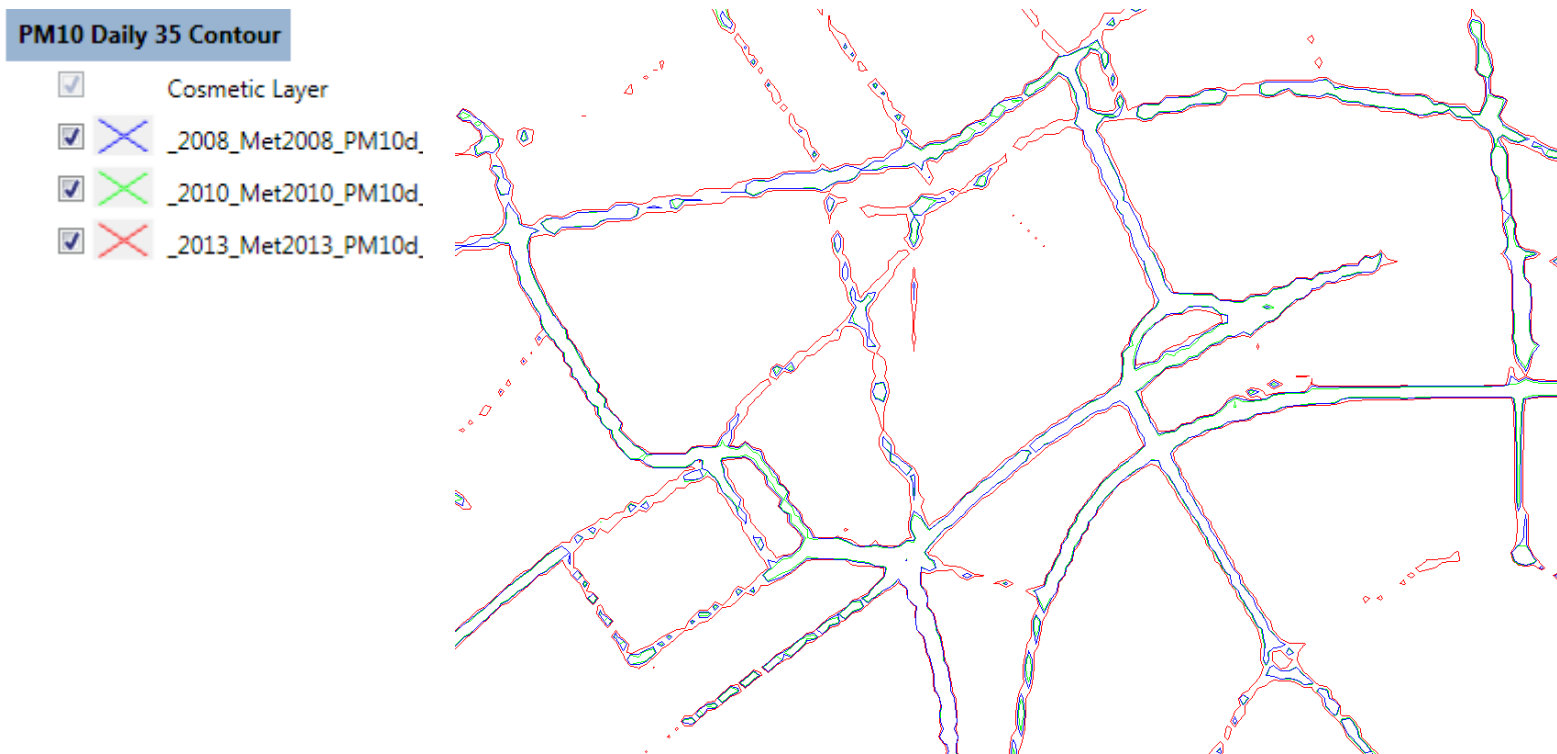 PM10 Daily 35 Contour
Cosmetic Layer
_2008_Met2008_PM10d_
_2010_Met2010_PM10d_
_2013_Met2013_PM10d_